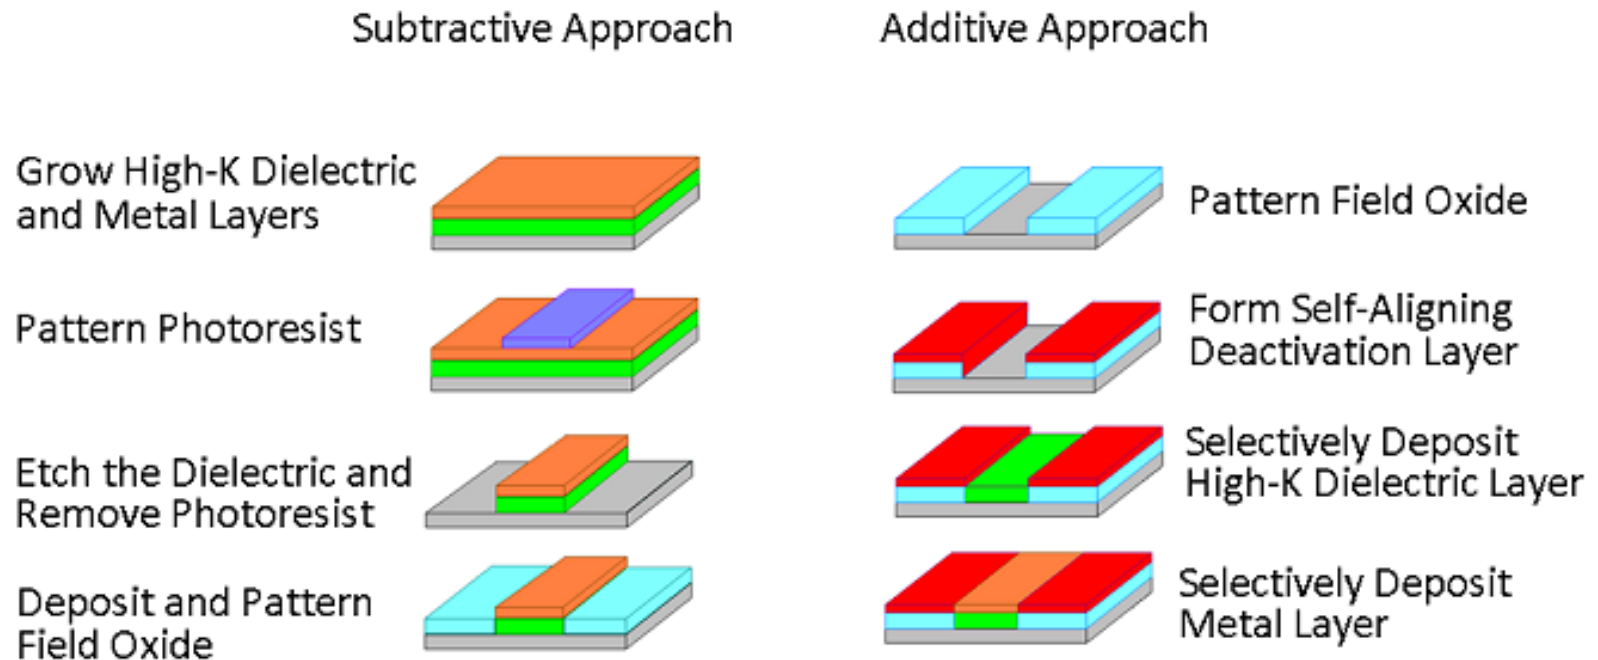 Subtractive Approach
Additive Approach
Grow High-K Dielectric
and Metal Layers
Pattern Photoresist
Etch the Dielectric and
Remove Photoresist
Deposit and Pattern
Field Oxide
Pattern Field Oxide
Form Self-Aligning
Deactivation Layer
Selectively Deposit
High-K Dielectric Layer
Selectively Deposit
Metal Layer